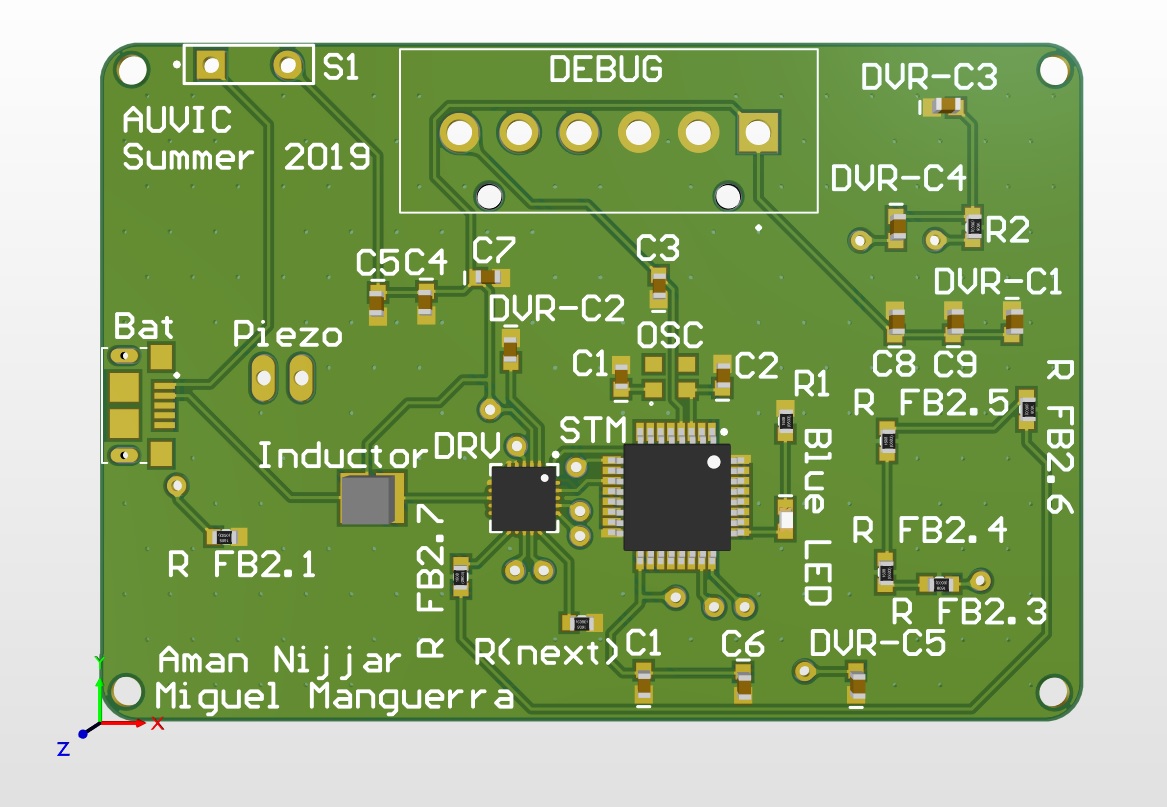 S1
DEBUG
DVR-C3
AUVIC
Summer 2019
DVR-C4
R2
C5
C4
C7
C3
DVR-C1
DVR-C2
Bat
Piezo
OSC
C1
C2
C8
C9
R1
R FB2.5
R FB2.6
Inductor
DRV
STM
Blue LED
R FB2.4
R FB2.1
R FB2.7
R FB2.3
R(next)
C1
C6
DVR-C5
Aman Nijjar
Miguel Manguerra
Y
X
Z